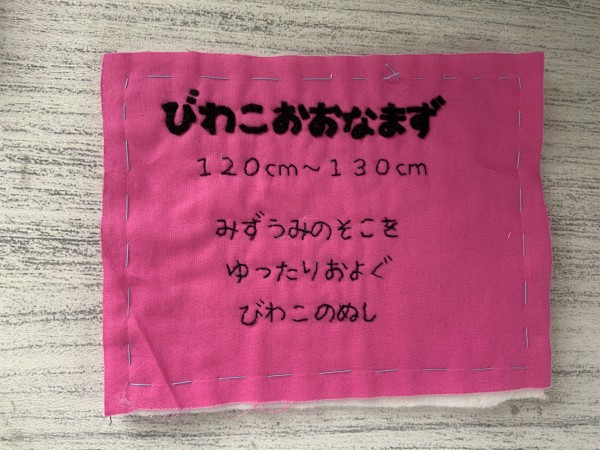 びわこおおなまず
120cm～130cm
みずうみのそこを
ゆったりおよぐ
びわこのぬし